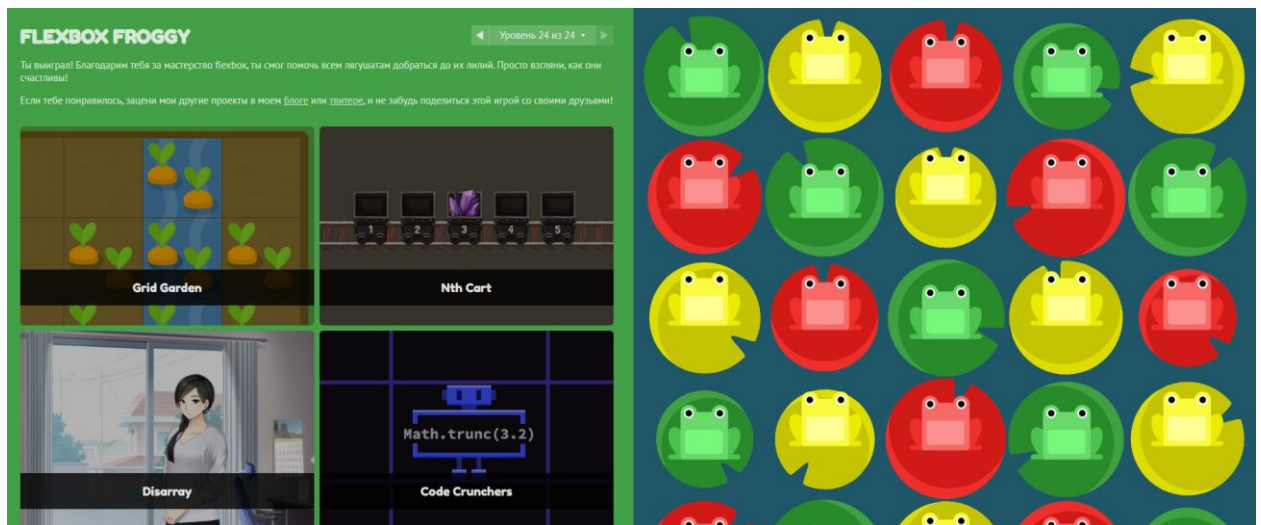 FLEXBOX FROGGY
Уровень 24 из 24
Ты выиграл! Благодарим тебя за мастерство flexbox, ты смог помочь всем лягушатам добраться до их лилий. Просто взгляни, как они
счастливы!
Если тебе понравилось, зацени мои другие проекты в моем блоге или твитере, и не забудь поделиться этой игрой со своими друзьями!
1 2 3 4 5
Grid Garden
Nth Cart
Math.trunc(3.2)
Disarray
Code Crunchers